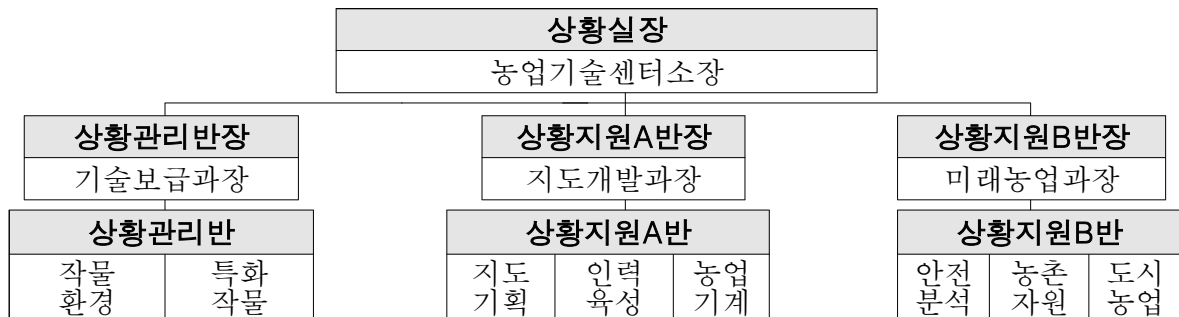 상황실장
농업기술센터소장
상황관리반장 상황지원A반장 상황지원B반장
기술보급과장 지도개발과장 미래농업과장
상황관리반 상황지원A반 상황지원B반
작물 특화 지도 인력 농업 안전 농촌 도시
환경 작물 기획 육성 기계 분석 자원 농업